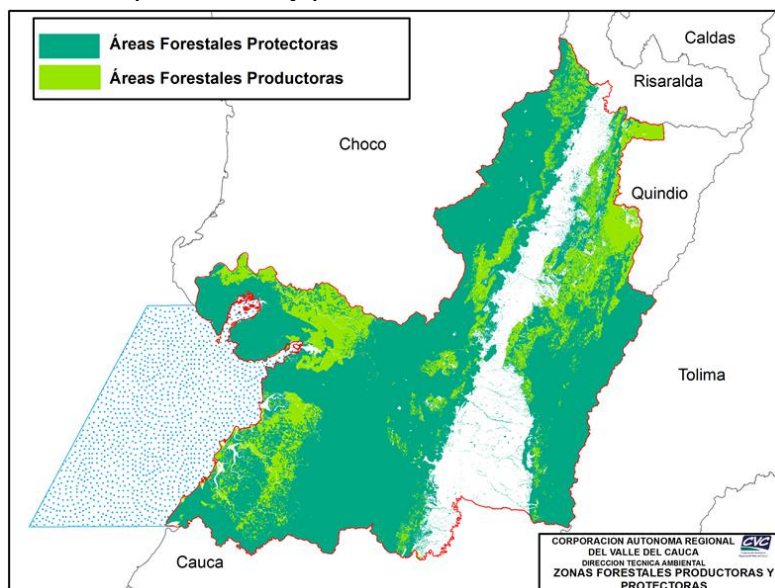 Áreas Forestales Protectoras
Áreas Forestales Productoras
Caldas
Risaralda
Choco
Quindio
Tolima
Cauca
CORPORACION AUTONOMA REGIONAL
DEL VALLE DEL CAUCA
CVC
DIRECCION TECNICA AMBIENTAL
ZONAS FORESTALES PRODUCTORAS Y
PROTECTORAS